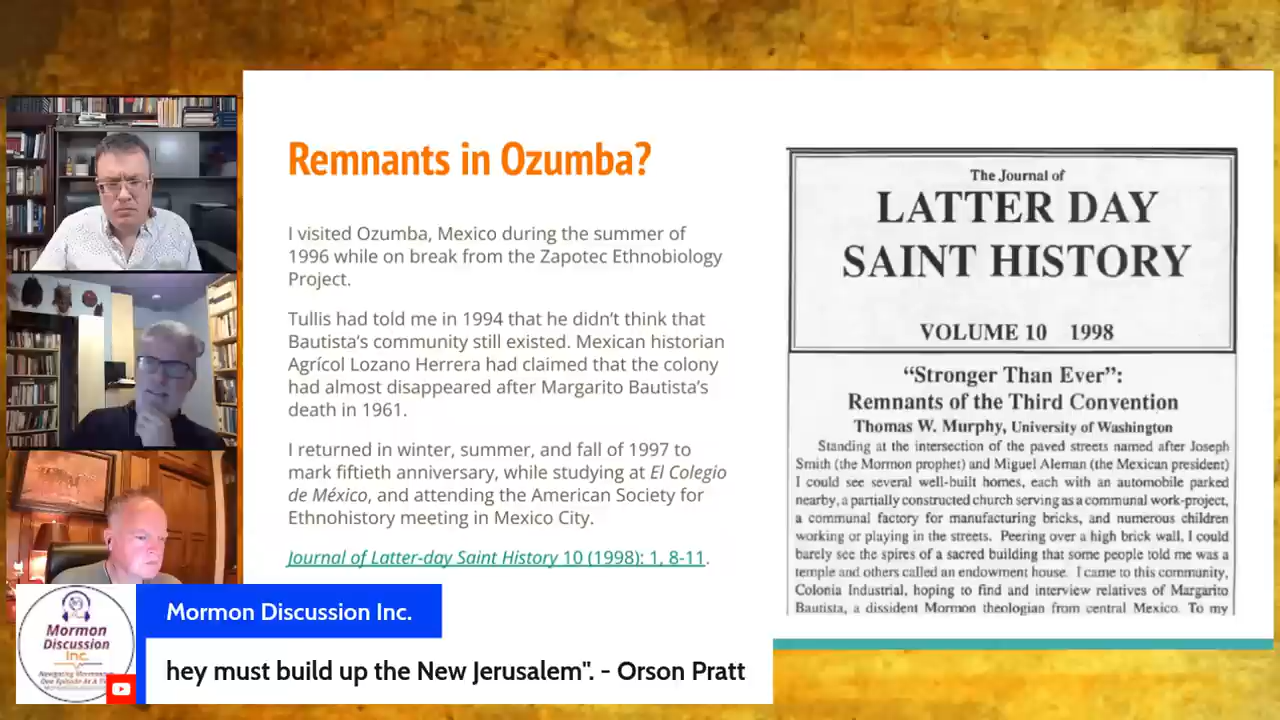 Remnants in Ozumba?
I visited Ozumba, Mexico during the summer of
1996 while on break from the Zapotec Ethnobiology
Project.
Tullis had told me in 1994 that he didn’t think that
Bautista’s community still existed. Mexican historian
Agrícol Lozano Herrera had claimed that the colony
had almost disappeared after Margarito Bautista’s
death in 1961.
I returned in winter, summer, and fall of 1997 to
mark fiftieth anniversary, while studying at El Colegio
de México, and attending the American Society for
Ethnohistory meeting in Mexico City.
Journal of Latter-day Saint History 10 (1998): 1, 8-11.
The Journal of
LATTER DAY
SAINT HISTORY
VOLUME 10 1998
“Stronger Than Ever”:
Remnants of the Third Convention
Thomas W. Murphy, University of Washington
Standing at the intersection of the paved streets named after Joseph
Smith (the Mormon prophet) and Miguel Aleman (the Mexican president)
I could see several well-built homes, each with an automobile parked
nearby, a partially constructed church serving as a communal work-project,
a communal factory for manufacturing bricks, and numerous children
working or playing in the streets. Peering over a high brick wall, I could
barely see the spires of a sacred building that some people told me was a
temple and others called an endowment house. I came to this community,
Colonia Industrial, hoping to find and interview relatives of Margarito
Bautista, a dissident Mormon theologian from central Mexico. To my
Mormon
Discussion
Inc.
Mormon Discussion Inc.
hey must build up the New Jerusalem". - Orson Pratt